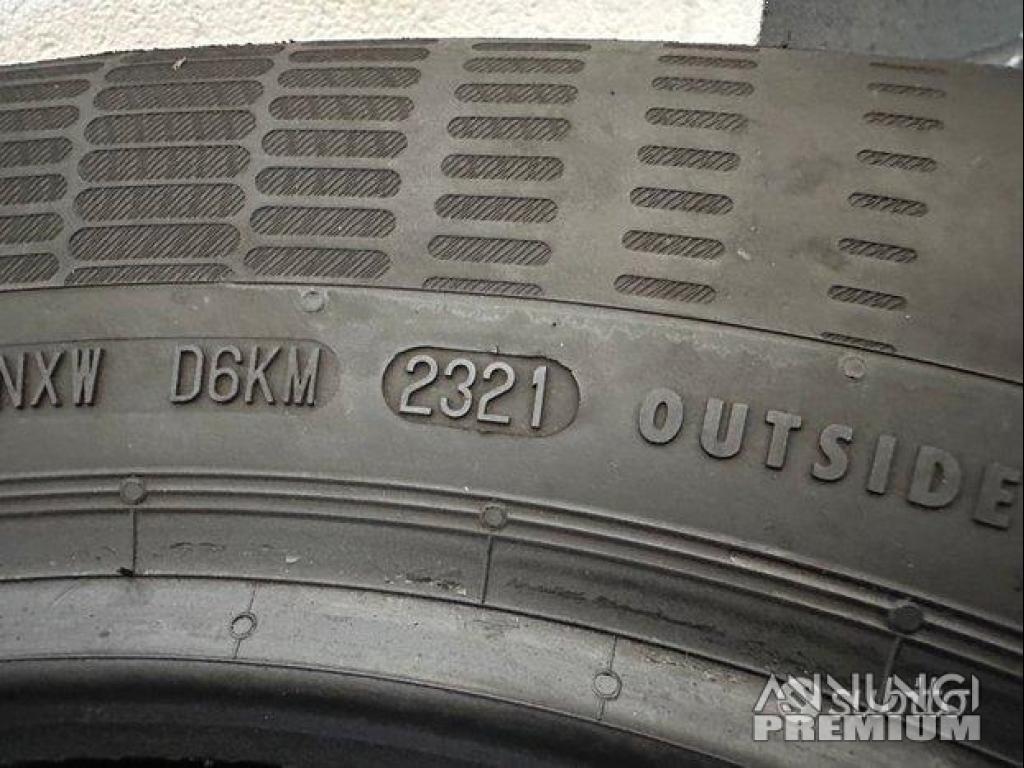 NXW D6KM 2321 OUTSIDE
ANNUNCI
PREMIUM